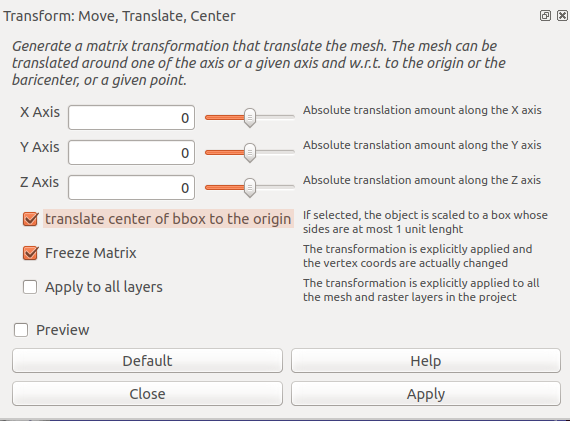 Transform: Move, Translate, Center
Generate a matrix transformation that translate the mesh. The mesh can be
translated around one of the axis or a given axis and w.r.t. to the origin or the
baricenter, or a given point.
X Axis 0 Absolute translation amount along the X axis
Y Axis 0 Absolute translation amount along the Y axis
Z Axis 0 Absolute translation amount along the Z axis
translate center of bbox to the origin
If selected, the object is scaled to a box whose
sides are at most 1 unit lenght
Freeze Matrix
The transformation is explicitly applied and
the vertex coords are actually changed
Apply to all layers
The transformation is explicitly applied to all
the mesh and raster layers in the project
Preview
Default Help
Close Apply